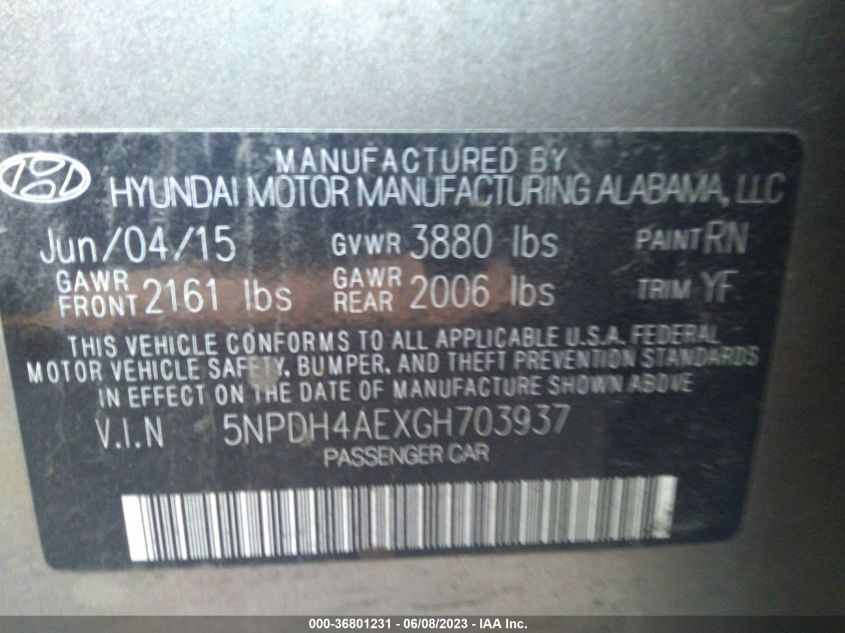 MANUFACTURED BY
HYUNDAI MOTOR MANUFACTURING ALABAMA, LLC
Jun/04/15 GVWR 3880 lbs PAINT RN
GAWR FRONT 2161 lbs GAWR REAR 2006 lbs TRIM YF
THIS VEHICLE CONFORMS TO ALL APPLICABLE U.S.A. FEDERAL
MOTOR VEHICLE SAFETY, BUMPER, AND THEFT PREVENTION STANDARDS
IN EFFECT ON THE DATE OF MANUFACTURE SHOWN ABOVE
V.I.N 5NPDH4AEXGH703937
PASSENGER CAR
000-36801231 - 06/08/2023 - IAA Inc.